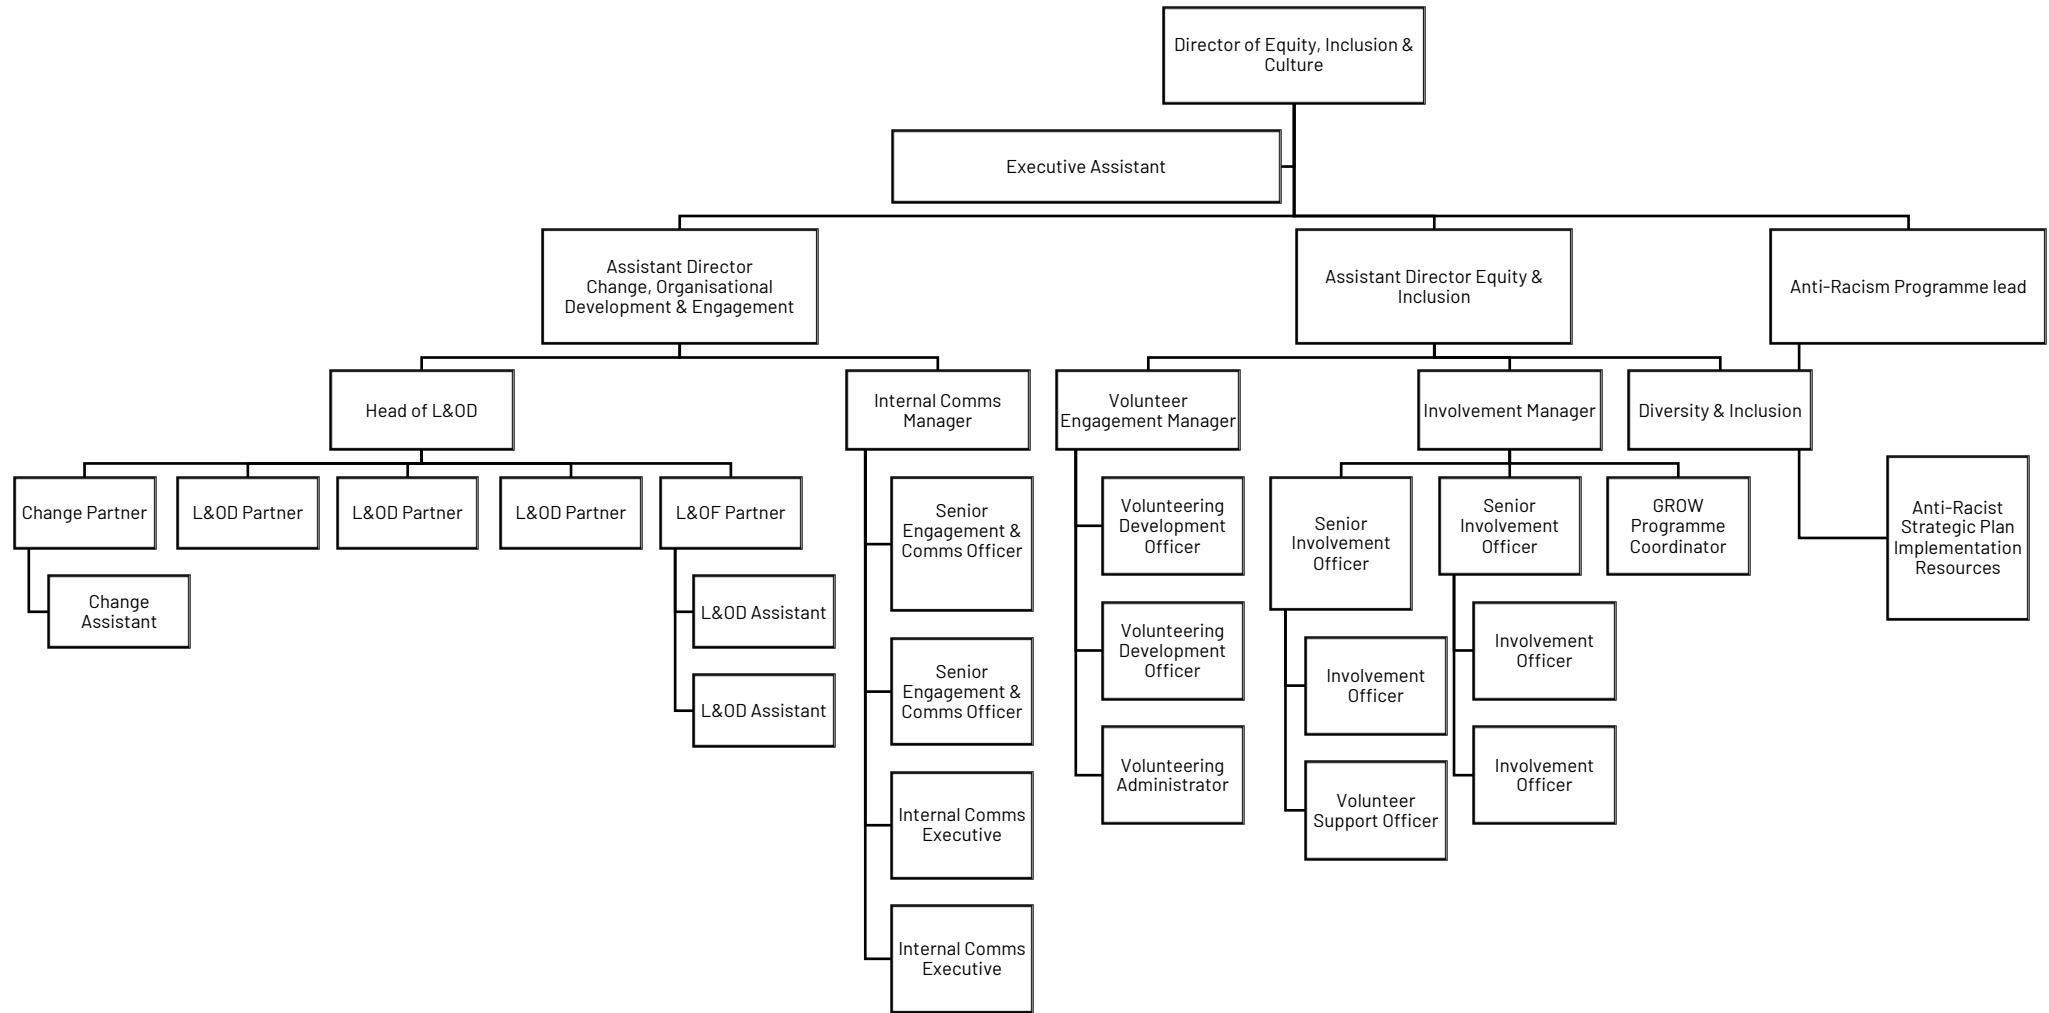 Director of Equity, Inclusion &
Culture
Executive Assistant
Assistant Director
Change, Organisational
Development & Engagement
Assistant Director Equity &
Inclusion
Anti-Racism Programme lead
Head of L&OD
Internal Comms
Manager
Volunteer
Engagement Manager
Involvement Manager
Diversity & Inclusion
Change Partner
L&OD Partner
L&OD Partner
L&OD Partner
L&OF Partner
Change
Assistant
L&OD Assistant
L&OD Assistant
Senior
Engagement &
Comms Officer
Senior
Engagement &
Comms Officer
Internal Comms
Executive
Internal Comms
Executive
Volunteering
Development
Officer
Volunteering
Development
Officer
Volunteering
Administrator
Senior
Involvement
Officer
Involvement
Officer
Volunteer
Support Officer
Senior
Involvement
Officer
Involvement
Officer
Involvement
Officer
GROW
Programme
Coordinator
Anti-Racist
Strategic Plan
Implementation
Resources